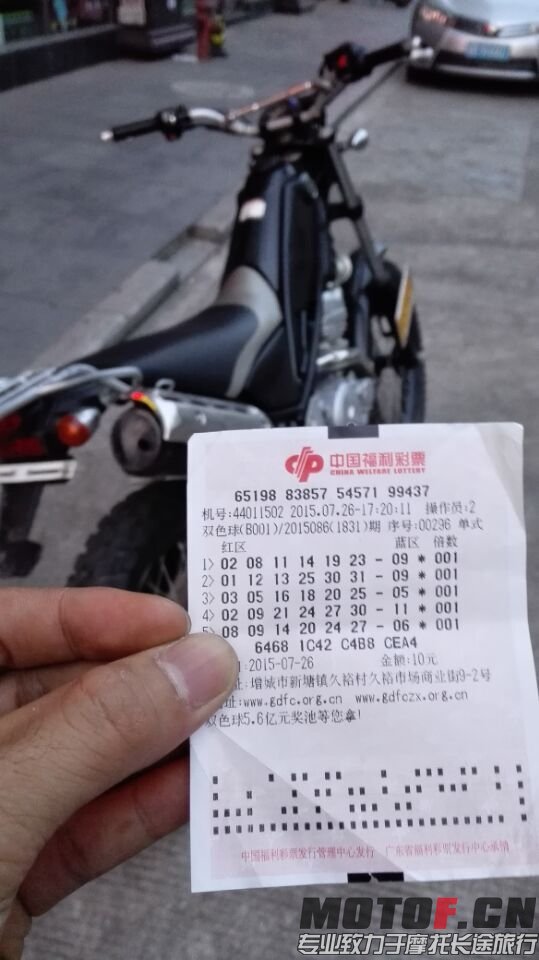 中国福利彩票
CHINA WELFARE LOTTERY
65198 83857 54571 99437
机号:44011502 2015.07.26-17:20:11 操作员:2
双色球(B001)/2015086(1831)期 序号:00296 单式
红区 蓝区 倍数
1> 02 08 11 14 19 23 - 09 * 001
2> 01 12 13 25 30 31 - 09 * 001
3> 03 05 16 18 20 25 - 05 * 001
4> 02 09 21 24 27 30 - 11 * 001
5> 08 09 14 20 24 27 - 06 * 001
6468 1C42 C4B8 CEA4
:2015-07-26 金额:10元
址:增城市新塘镇久裕村久裕市场商业街9-2号
址:www.gdfc.org.cn www.gdfczx.org.cn
双色球5.6亿元奖池等您拿!
中国福利彩票发行管理中心发行 广东省福利彩票发行中心承销
MOTOF.CN
专业致力于摩托长途旅行